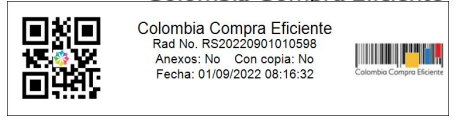 Colombia Compra Eficiente
Rad No. RS20220901010598
Anexos: No Con copia: No
Fecha: 01/09/2022 08:16:32
Colombia Compra Eficiente